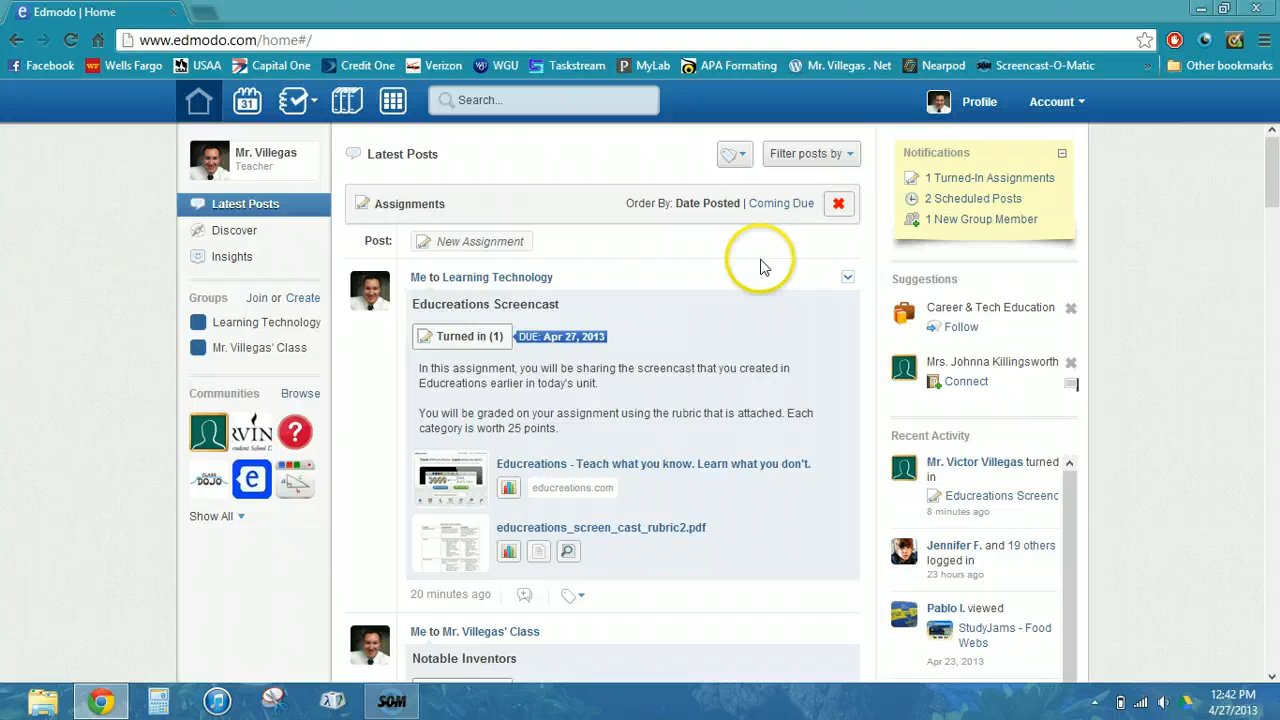 Edmodo | Home
www.edmodo.com/home#/
Facebook
Wells Fargo
USAA
Capital One
Credit One
Verizon
WGU
Taskstream
MyLab
APA Formating
Mr. Villegas . Net
Nearpod
Screencast-O-Matic
»
Other bookmarks
31
Search...
Profile
Account
Mr. Villegas
Teacher
Latest Posts
Discover
Insights
Groups Join or Create
Learning Technology
Mr. Villegas' Class
Communities Browse
Show All
Latest Posts
Filter posts by
Assignments
Order By: Date Posted | Coming Due
Post: New Assignment
Me to Learning Technology
Educreations Screencast
Turned in (1) DUE: Apr 27, 2013
In this assignment, you will be sharing the screencast that you created in
Educreations earlier in today's unit.
You will be graded on your assignment using the rubric that is attached. Each
category is worth 25 points.
Educreations - Teach what you know. Learn what you don't.
educreations.com
educreations_screen_cast_rubric2.pdf
20 minutes ago
Me to Mr. Villegas' Class
Notable Inventors
Notifications
1 Turned-In Assignments
2 Scheduled Posts
1 New Group Member
Suggestions
Career & Tech Education
Follow
Mrs. Johnna Killingsworth
Connect
Recent Activity
Mr. Victor Villegas turned
in
Educreations Screenc
8 minutes ago
Jennifer F. and 19 others
logged in
23 hours ago
Pablo I. viewed
StudyJams - Food
Webs
Apr 23, 2013
SOM
12:42 PM
4/27/2013